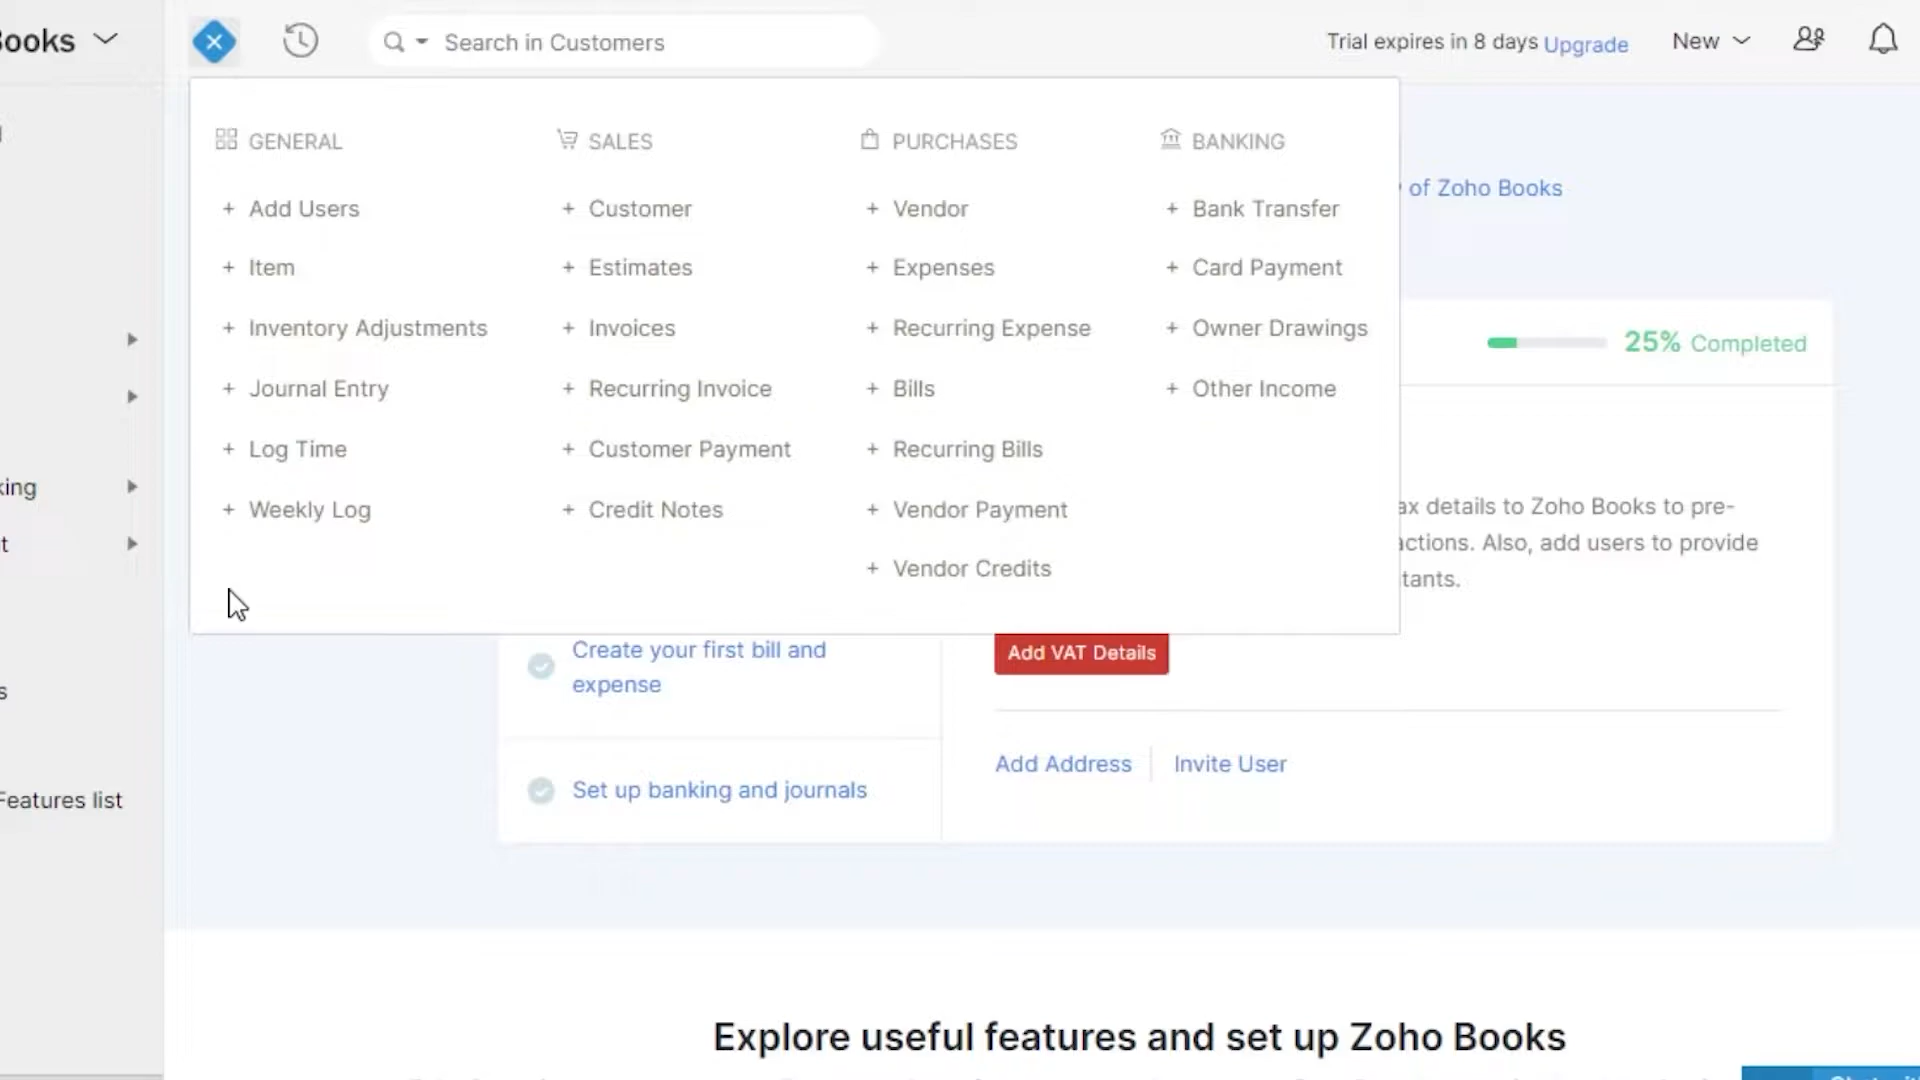 Books
Search in Customers
Trial expires in 8 days Upgrade
New
GENERAL
+ Add Users
+ Item
+ Inventory Adjustments
+ Journal Entry
+ Log Time
+ Weekly Log
SALES
+ Customer
+ Estimates
+ Invoices
+ Recurring Invoice
+ Customer Payment
+ Credit Notes
PURCHASES
+ Vendor
+ Expenses
+ Recurring Expense
+ Bills
+ Recurring Bills
+ Vendor Payment
+ Vendor Credits
BANKING
+ Bank Transfer
+ Card Payment
+ Owner Drawings
+ Other Income
of Zoho Books
25% Completed
king
t
s
Features list
ax details to Zoho Books to pre-
actions. Also, add users to provide
tants.
Create your first bill and
expense
Set up banking and journals
Add VAT Details
Add Address
Invite User
Explore useful features and set up Zoho Books